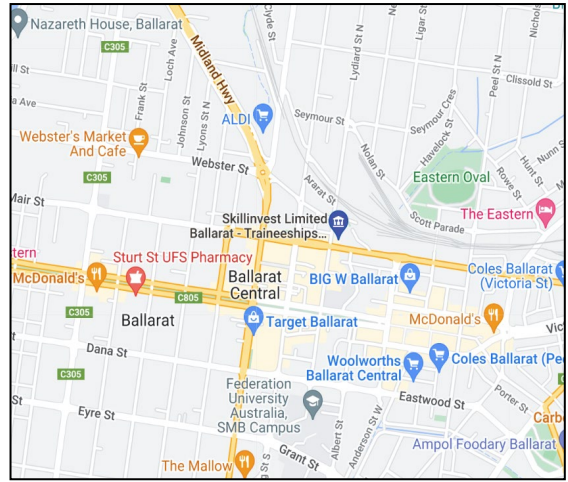 Nazareth House, Ballarat
C305
Loch Ave
Frank St
Johnson St
Lyons St N
Midland Hwy
Clyde St
Lydiard St N
Ligar St
Nichols
Peel St N
Clissold St
ill St
a Ave
ALDI
Seymour St
Seymour Cres
Havelock St
Nolan St
Webster's Market
And Cafe
Webster St
Ararat St
Eastern Oval
Rowe St
Hunt St
Nunn S
C305
Mair St
Skillinvest Limited
Ballarat - Traineeships...
Scott Parade
The Eastern
tern
McDonald's
Sturt St UFS Pharmacy
Ballarat
Central
BIG W Ballarat
Coles Ballarat
(Victoria St)
C805
C305
Ballarat
Target Ballarat
McDonald's
Vic
Dana St
Woolworths
Ballarat Central
Coles Ballarat (Pe
C305
Federation
University
Australia,
SMB Campus
Eastwood St
Porter St
Carb
St
Eyre St
Albert St
Anderson St W
Ampol Foodary Ballarat
Grant St
The Mallow
g St S